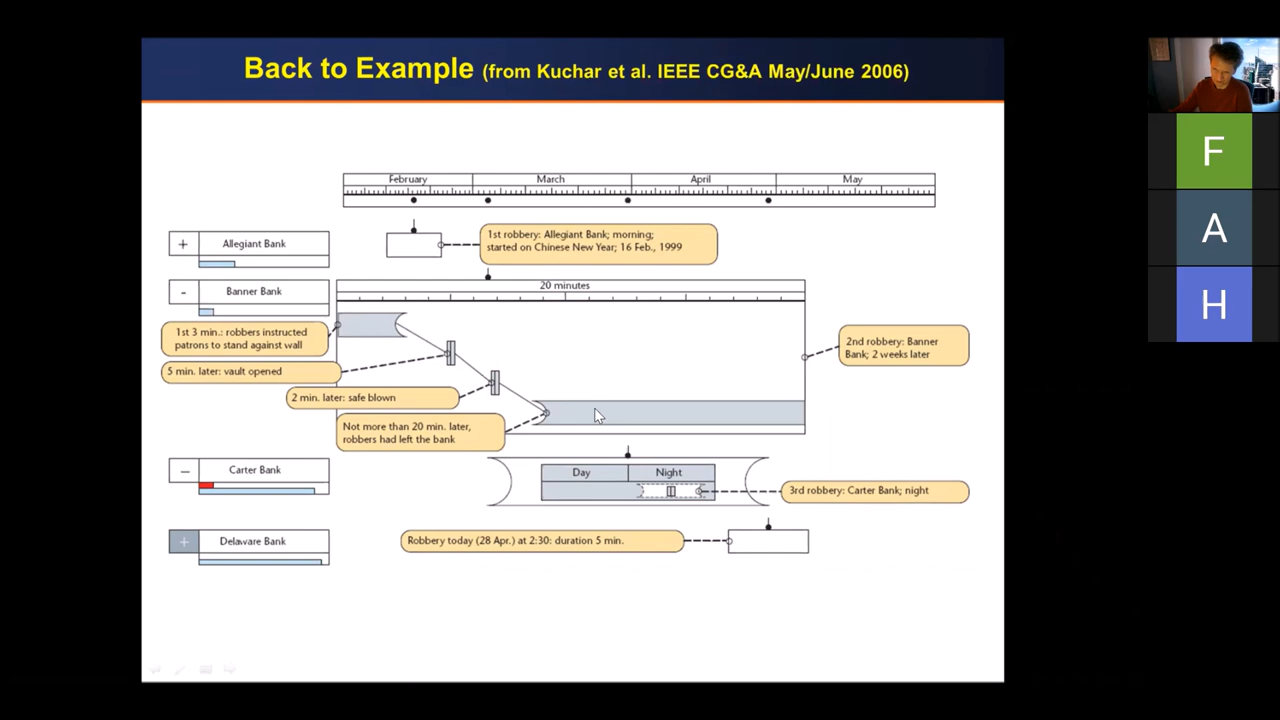 Back to Example (from Kuchar et al. IEEE CG&A May/June 2006)
February March April May
+ Allegiant Bank
1st robbery: Allegiant Bank; morning;
started on Chinese New Year; 16 Feb., 1999
- Banner Bank
20 minutes
1st 3 min.: robbers instructed
patrons to stand against wall
5 min. later: vault opened
2 min. later: safe blown
Not more than 20 min. later,
robbers had left the bank
2nd robbery: Banner
Bank; 2 weeks later
– Carter Bank
Day Night
3rd robbery: Carter Bank; night
+ Delaware Bank
Robbery today (28 Apr.) at 2:30: duration 5 min.
F
A
H